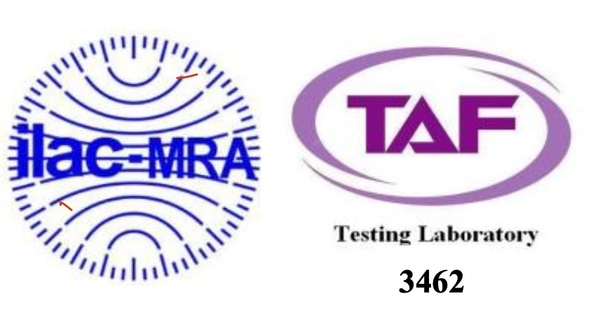 ilac-MRA
TAF
Testing Laboratory
3462